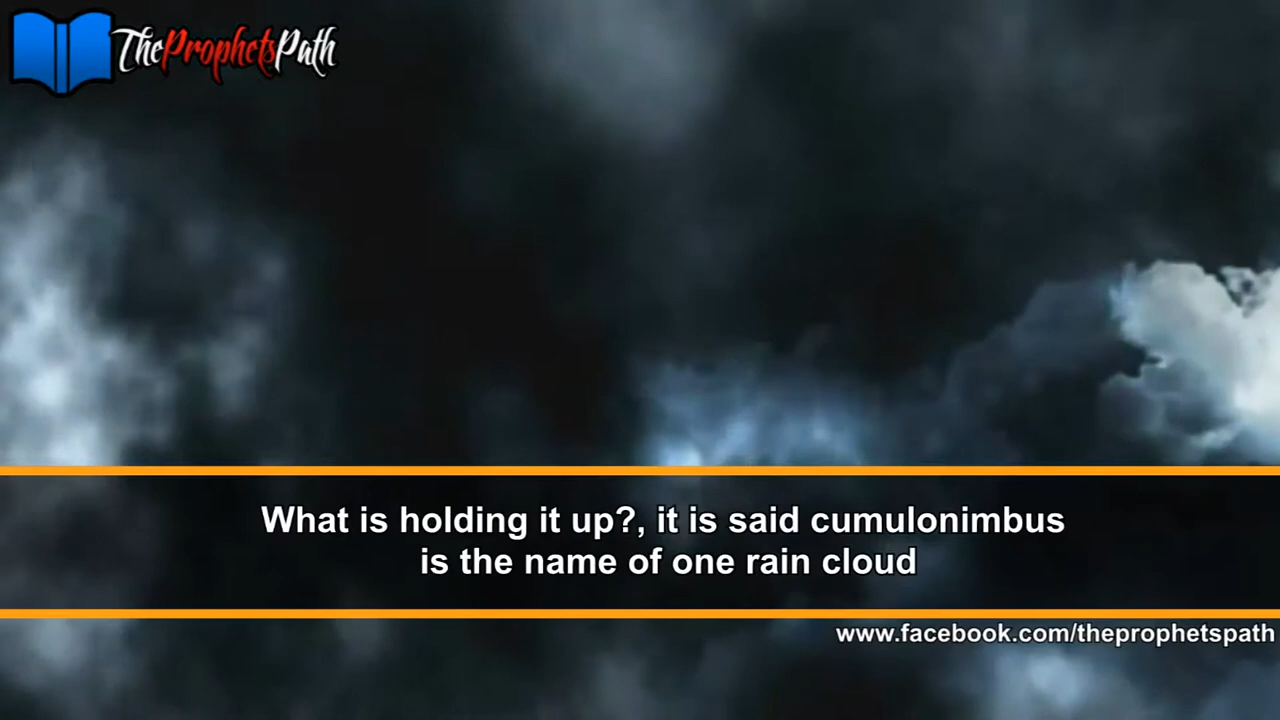 TheProphetsPath
What is holding it up?, it is said cumulonimbus
is the name of one rain cloud
www.facebook.com/theprophetspath